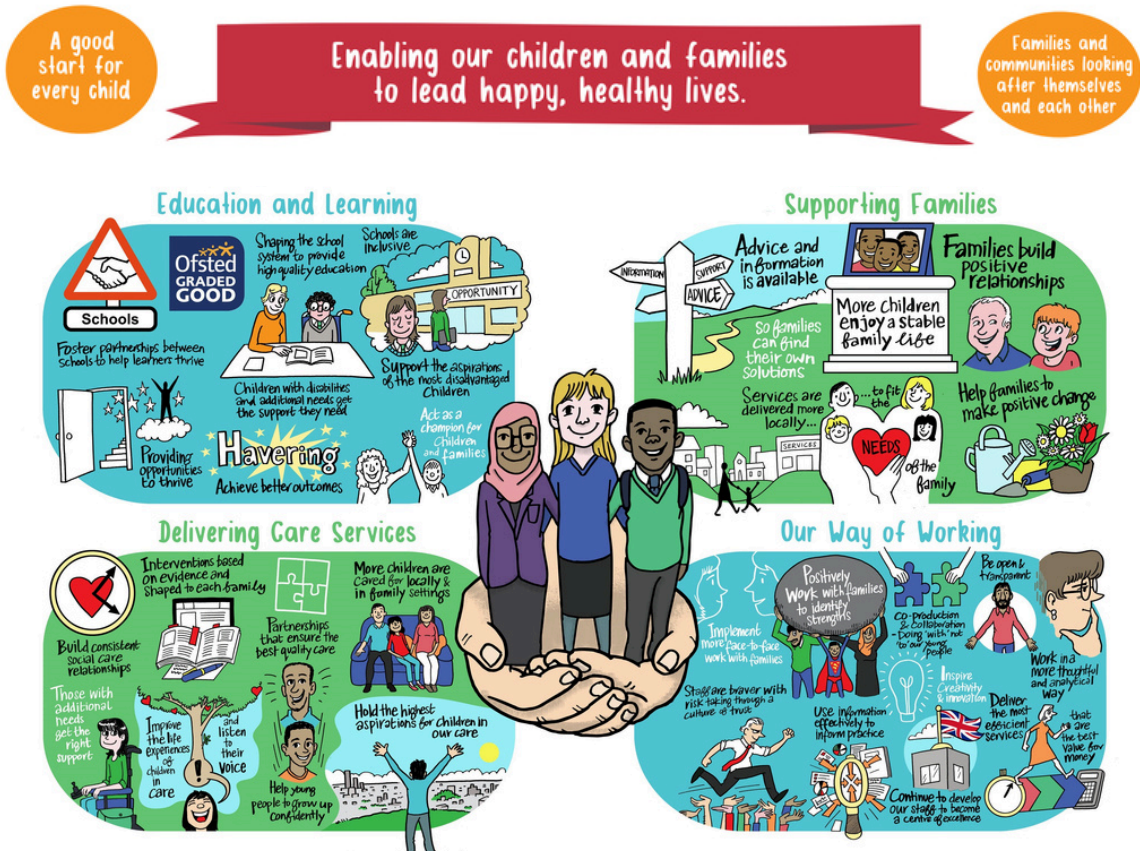 A good
start for
every child
Enabling our children and families
to lead happy, healthy lives.
Families and
communities looking
after themselves
and each other
Education and Learning
Schools
Ofsted
GRADED
GOOD
Shaping the school
system to provide
high quality education
Schools are
inclusive
OPPORTUNITY
Foster partnerships between
schools to help learners thrive
Children with disabilities
and additional needs get
the support they need
Support the aspirations
of the most disadvantaged
Children
Providing
opportunities
to thrive
Havering
Achieve better outcomes
Act as a
champion for
Children
and families
Supporting Families
INFORMATION
SUPPORT
ADVICE
Advice and
information
is available
So families
can find
their own
solutions
More children
enjoy a stable
family life
Families build
positive
relationships
Services are
delivered more
locally...
SERVICES
...to fit
the
NEEDS
of the
family
Help families to
make positive change
Delivering Care Services
Interventions based
on evidence and
shaped to each family
Build consistent
social care
relationships
Partnerships
that ensure the
best quality care
More children are
cared for locally &
in family settings
Those with
additional
needs
get the
right
support
Improve
the life
experiences
of
children
in
care
and
listen
to
their
voice
Help young
people to grow up
confidently
Hold the highest
aspirations for children in
our care
Our Way of Working
Implement
more face-to-face
work with families
Positively
Work with families
to identify
strengths
Co-production
& Collaboration
- Doing 'with' not
'to' our young
people
Be open &
transparent
Work in a
more thoughtful
and analytical
way
Staff are braver with
risk taking through a
culture of trust
Use information
effectively to
inform practice
Inspire
Creativity
& innovation
Deliver
the most
efficient
services
that
are
the best
value for
money
Continue to develop
our staff to become
a centre of excellence